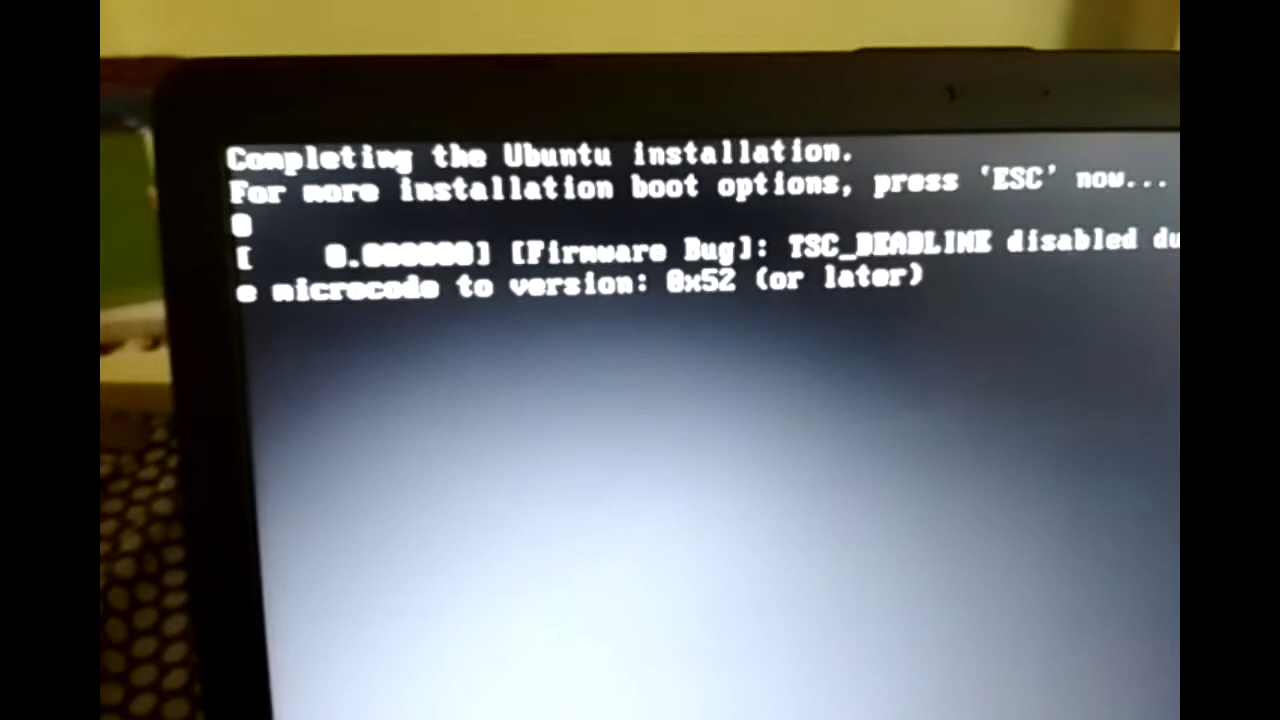 Completing the Ubuntu installation.
For more installation boot options, press 'ESC' now...
0
[ 0.000000] [Firmware Bug]: TSC_DEADLINE disabled du
e microcode to version: 0x52 (or later)